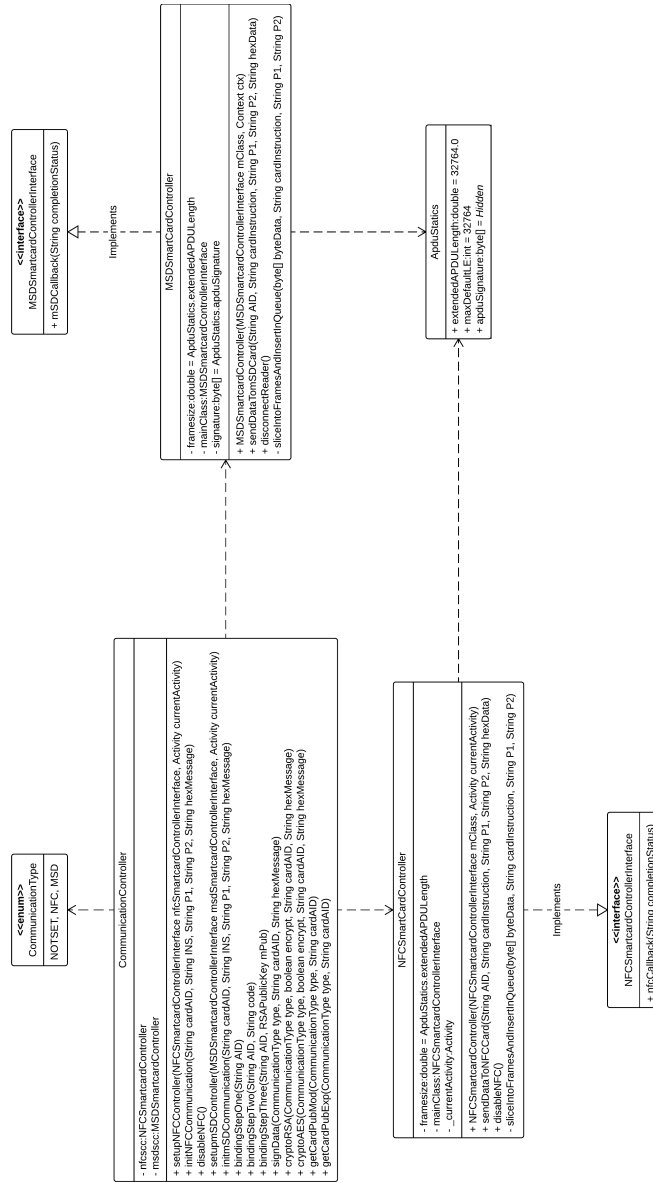 <<interface>>
MSDSmartcardControllerInterface
+ mSDCallback(String completionStatus)
Implements
MSDSmartCardController
- framesize:double = ApduStatics.extendedAPDULength
- mainClass:MSDSmartcardControllerInterface
- signature:byte[] = ApduStatics.apduSignature
+ MSDSmartcardController(MSDSmartcardControllerInterface mClass, Context ctx)
+ sendDataTomSDCard(String AID, String cardInstruction, String P1, String P2, String hexData)
+ disconnectReader()
- sliceIntoFramesAndInsertInQueue(byte[] byteData, String cardInstruction, String P1, String P2)
ApduStatics
+ extendedAPDULength:double = 32764.0
+ maxDefaultLE:int = 32764
+ apduSignature:byte[] = Hidden
<<enum>>
CommunicationType
NOTSET, NFC, MSD
CommunicationController
- nfcscc:NFCSmartcardController
- msdscc:MSDSmartcardController
+ setupNFCController(NFCSmartcardControllerInterface nfcSmartcardControllerInterface, Activity currentActivity)
+ initNFCCommunication(String cardAID, String INS, String P1, String P2, String hexMessage)
+ disableNFC()
+ setupmSDController(MSDSmartcardControllerInterface msdSmartcardControllerInterface, Activity currentActivity)
+ initmSDCommunication(String cardAID, String INS, String P1, String P2, String hexMessage)
+ bindingStepOne(String AID)
+ bindingStepTwo(String AID, String code)
+ bindingStepThree(String AID, RSAPublicKey mPub)
+ signData(CommunicationType type, String cardAID, String hexMessage)
+ cryptoRSA(CommunicationType type, boolean encrypt, String cardAID, String hexMessage)
+ cryptoAES(CommunicationType type, boolean encrypt, String cardAID, String hexMessage)
+ getCardPubMod(CommunicationType type, String cardAID)
+ getCardPubExp(CommunicationType type, String cardAID)
NFCSmartCardController
- framesize:double = ApduStatics.extendedAPDULength
- mainClass:NFCSmartcardControllerInterface
- _currentActivity:Activity
+ NFCSmartcardController(NFCSmartcardControllerInterface mClass, Activity currentActivity)
+ sendDataToNFCCard(String AID, String cardInstruction, String P1, String P2, String hexData)
+ disableNFC()
- sliceIntoFramesAndInsertInQueue(byte[] byteData, String cardInstruction, String P1, String P2)
Implements
<<interface>>
NFCSmartcardControllerInterface
+ nfcCallback(String completionStatus)